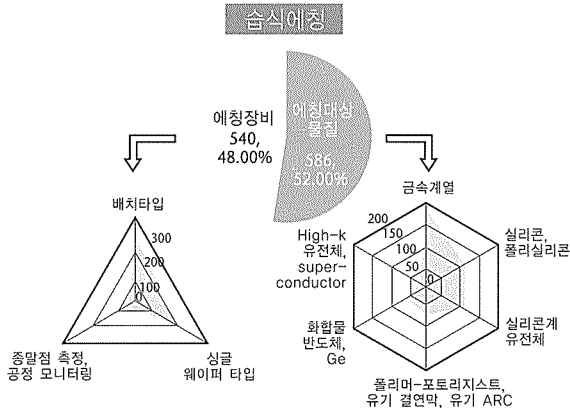 습식에칭
에칭장비
540,
48.00%
에칭대상
물질
586,
52.00%
배치타입
300
200
100
0
종말점 측정,
공정 모니터링
싱글
웨이퍼 타입
금속계열
200
150
100
50
0
High-k
유전체,
super-
conductor
실리콘,
폴리실리콘
화합물
반도체,
Ge
실리콘계
유전체
폴리머-포토리지스트,
유기 결연막, 유기 ARC